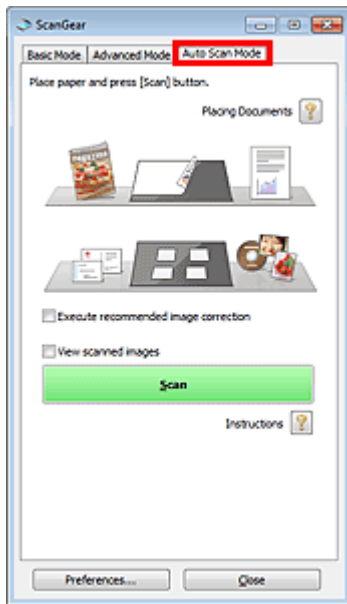 ScanGear
Basic Mode Advanced Mode Auto Scan Mode
Place paper and press [Scan] button.
Placing Documents
magazine
Execute recommended image correction
View scanned images
Scan
Instructions
Preferences... Close